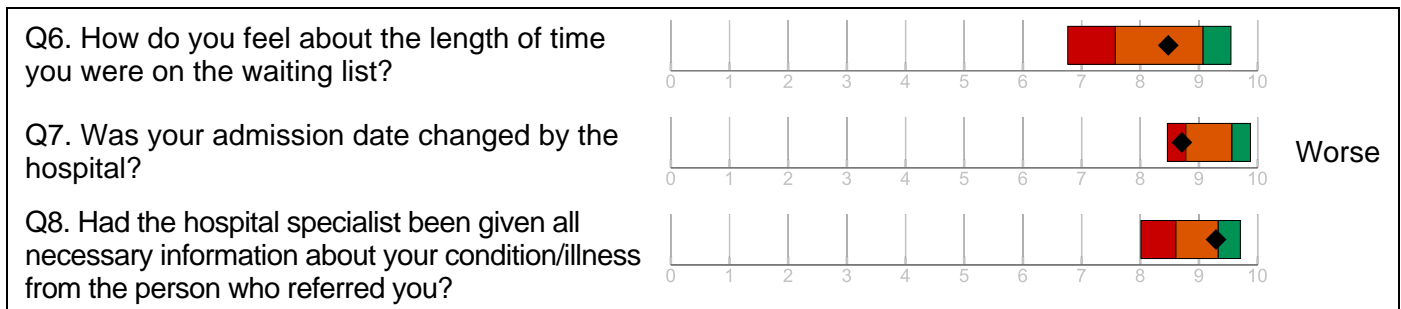 Q6. How do you feel about the length of time
you were on the waiting list?
0 1 2 3 4 5 6 7 8 9 10
Q7. Was your admission date changed by the
hospital?
0 1 2 3 4 5 6 7 8 9 10
Worse
Q8. Had the hospital specialist been given all
necessary information about your condition/illness
from the person who referred you?
0 1 2 3 4 5 6 7 8 9 10